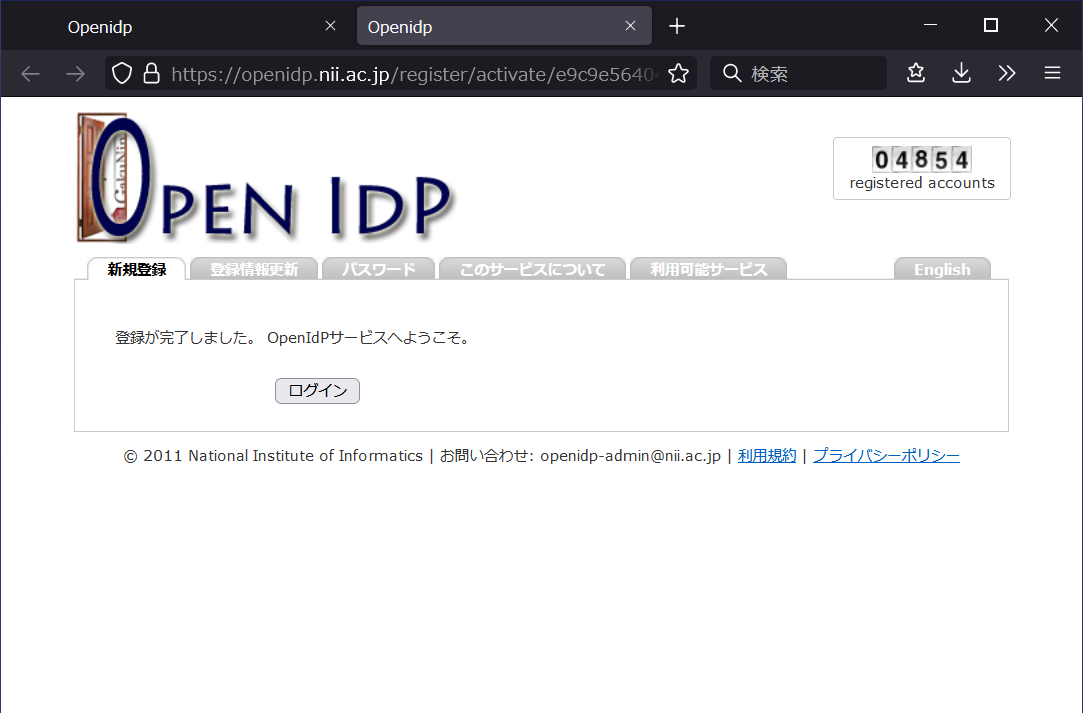 Openidp
Openidp
https://openidp.nii.ac.jp/register/activate/e9c9e5640
検索
OPEN IDP
GakuNin
04854
registered accounts
新規登録 登録情報更新 パスワード このサービスについて 利用可能サービス English
登録が完了しました。 OpenIdPサービスへようこそ。
ログイン
© 2011 National Institute of Informatics | お問い合わせ: openidp-admin@nii.ac.jp | 利用規約 | プライバシーポリシー